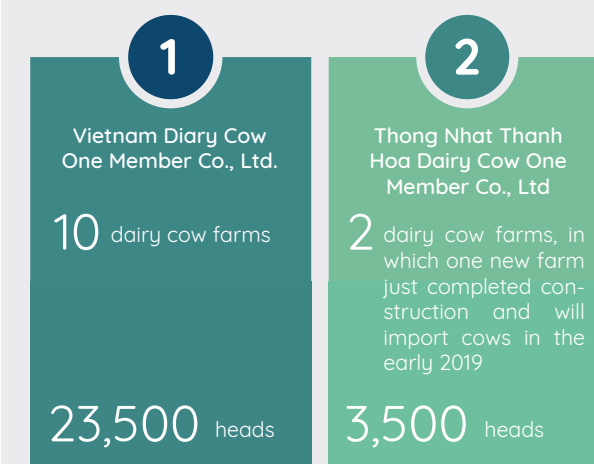 1
Vietnam Diary Cow
One Member Co., Ltd.
10 dairy cow farms
23,500 heads
2
Thong Nhat Thanh
Hoa Dairy Cow One
Member Co., Ltd
2 dairy cow farms, in
which one new farm
just completed con-
struction and will
import cows in the
early 2019
3,500 heads